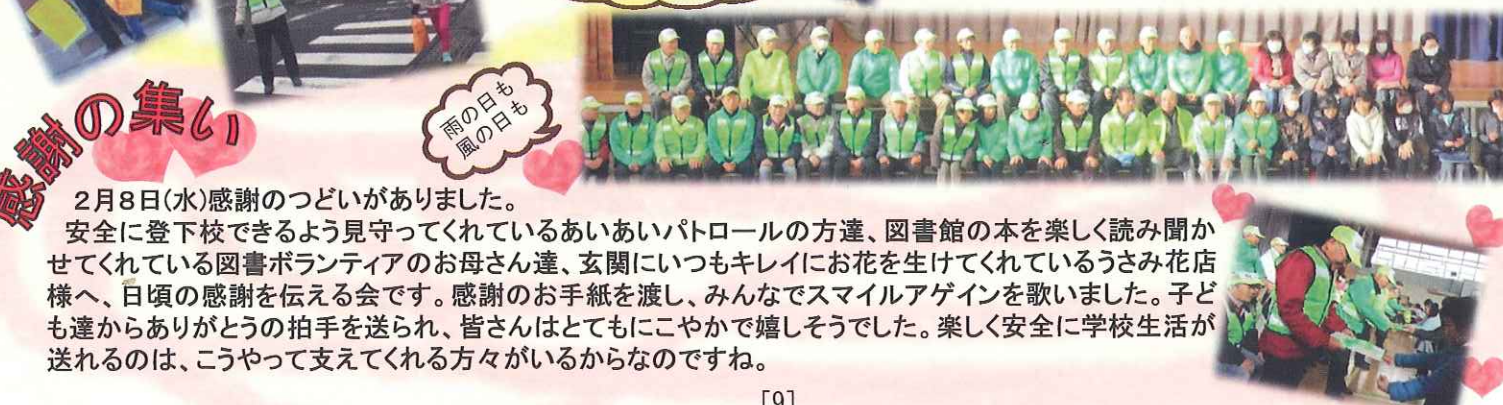 感謝の集い
雨の日も
風の日も
2月8日(水)感謝のつどいがありました。
安全に登下校できるよう見守ってくれているあいあいパトロールの方達、図書館の本を楽しく読み聞か
せてくれている図書ボランティアのお母さん達、玄関にいつもキレイにお花を生けてくれているうさみ花店
様へ、日頃の感謝を伝える会です。感謝のお手紙を渡し、みんなでスマイルアゲインを歌いました。子ど
も達からありがとうの拍手を送られ、皆さんはとてもにこやかで嬉しそうでした。楽しく安全に学校生活が
送れるのは、こうやって支えてくれる方々がいるからなのですね。
[9]